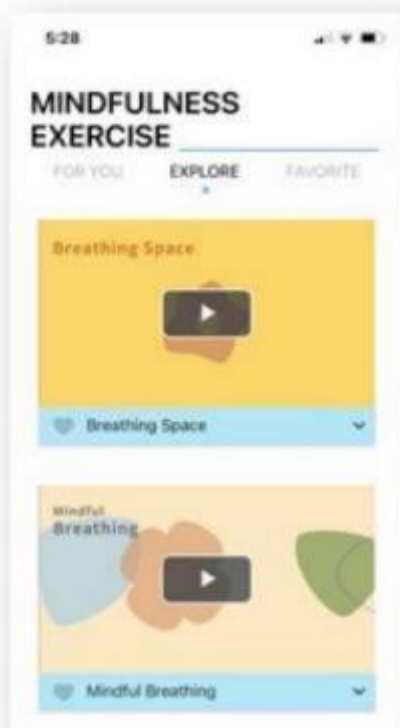 5:28
MINDFULNESS
EXERCISE
FOR YOU EXPLORE FAVORITE
Breathing Space
Breathing Space
Mindful
Breathing
Mindful Breathing